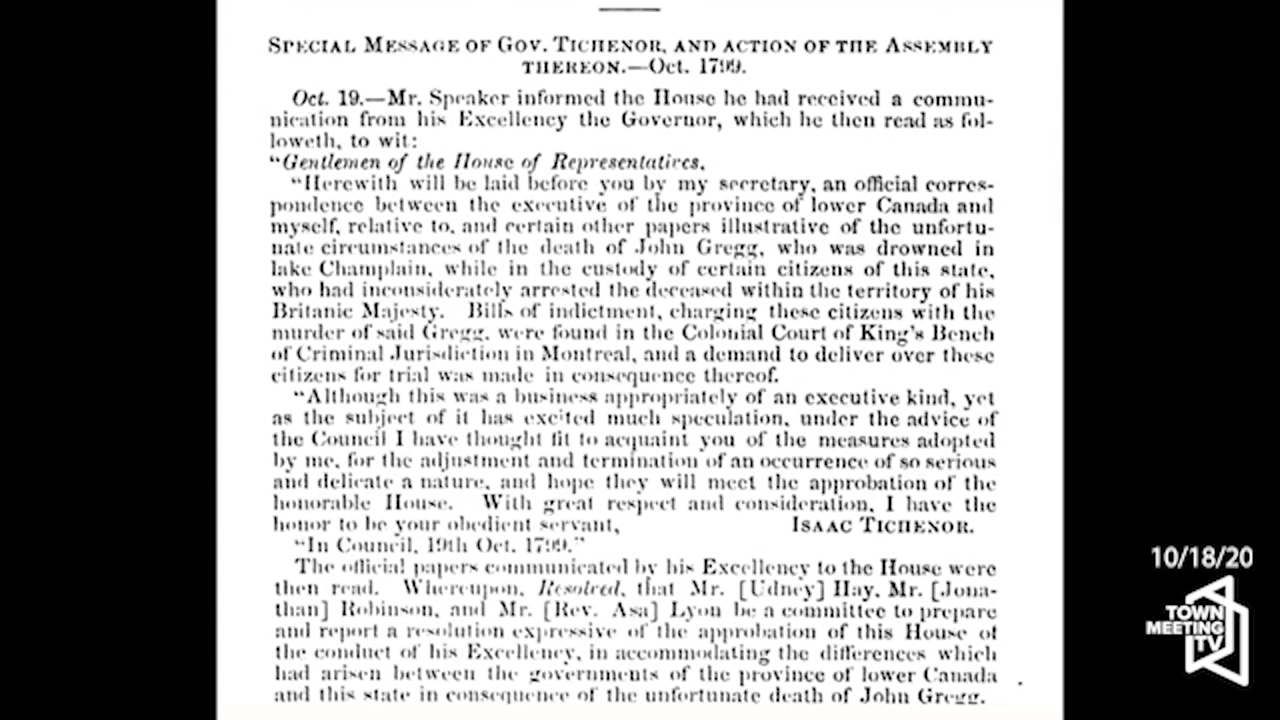 SPECIAL MESSAGE OF GOV. TICHENOR, AND ACTION OF THE ASSEMBLY
THEREON.—Oct. 1799.
Oct. 19.—Mr. Speaker informed the House he had received a commu-
nication from his Excellency the Governor, which he then read as fol-
loweth, to wit:
"Gentlemen of the House of Representatives.
"Herewith will be laid before you by my secretary, an official corres-
pondence between the executive of the province of lower Canada and
myself, relative to, and certain other papers illustrative of the unfortu-
nate circumstances of the death of John Gregg, who was drowned in
lake Champlain, while in the custody of certain citizens of this state,
who had inconsiderately arrested the deceased within the territory of his
Britanic Majesty. Bills of indictment, charging these citizens with the
murder of said Gregg, were found in the Colonial Court of King's Bench
of Criminal Jurisdiction in Montreal, and a demand to deliver over these
citizens for trial was made in consequence thereof.
"Although this was a business appropriately of an executive kind, yet
as the subject of it has excited much speculation, under the advice of
the Council I have thought fit to acquaint you of the measures adopted
by me, for the adjustment and termination of an occurrence of so serious
and delicate a nature, and hope they will meet the approbation of the
honorable House. With great respect and consideration, I have the
honor to be your obedient servant, ISAAC TICHENOR.
"In Council, 19th Oct. 1799."
The official papers communicated by his Excellency to the House were
then read. Whereupon, Resolved, that Mr. [Udney] Hay, Mr. [Jona-
than] Robinson, and Mr. [Rev. Asa] Lyon be a committee to prepare
and report a resolution expressive of the approbation of this House of
the conduct of his Excellency, in accommodating the differences which
had arisen between the governments of the province of lower Canada
and this state in consequence of the unfortunate death of John Gregg.
10/18/20
TOWN
MEETING
TV